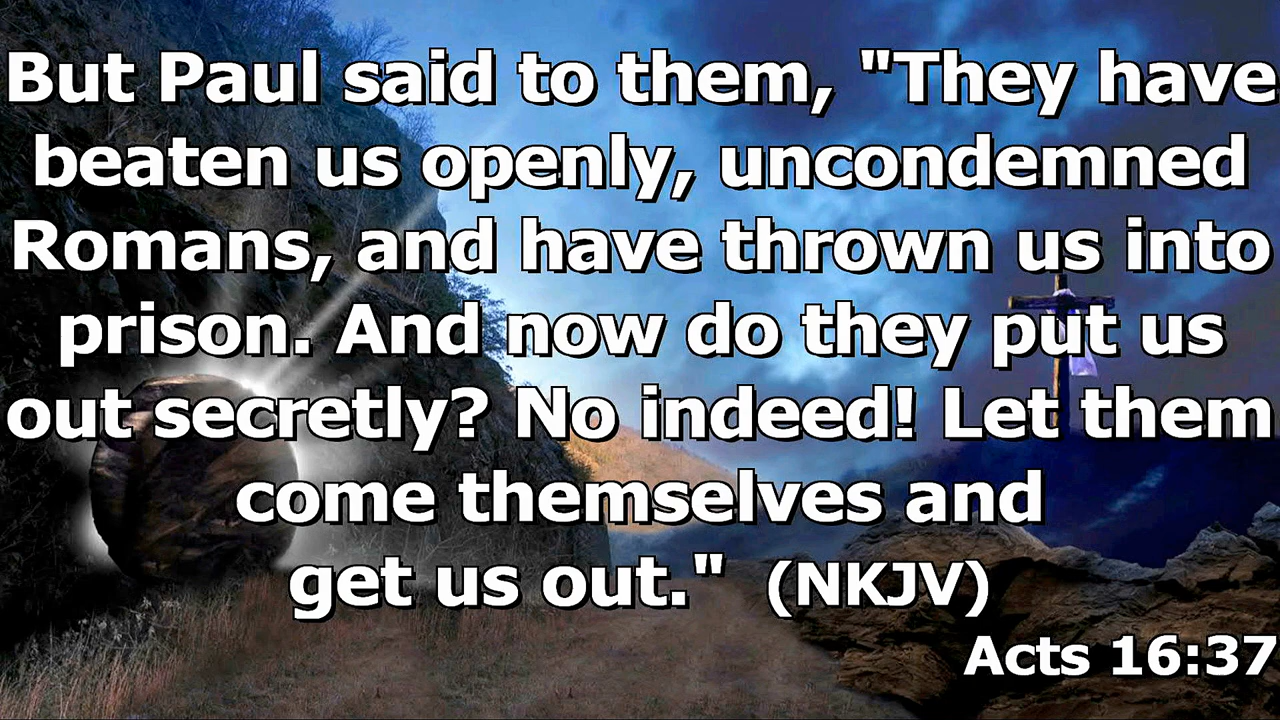 But Paul said to them, "They have
beaten us openly, uncondemned
Romans, and have thrown us into
prison. And now do they put us
out secretly? No indeed! Let them
come themselves and
get us out." (NKJV)
Acts 16:37